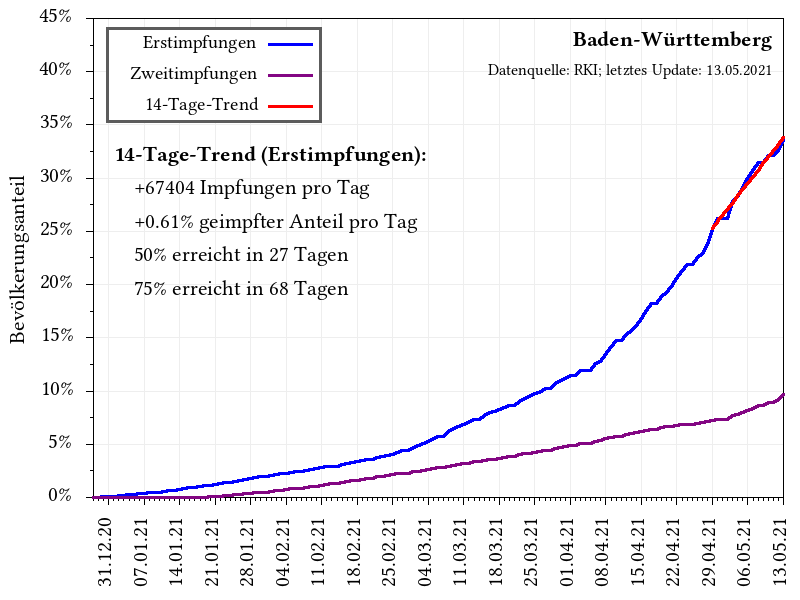 45%
40%
35%
30%
25%
20%
15%
10%
5%
0%
Bevölkerungsanteil
Erstimpfungen
Zweitimpfungen
14-Tage-Trend
Baden-Württemberg
Datenquelle: RKI; letztes Update: 13.05.2021
14-Tage-Trend (Erstimpfungen):
+67404 Impfungen pro Tag
+0.61% geimpfter Anteil pro Tag
50% erreicht in 27 Tagen
75% erreicht in 68 Tagen
31.12.20
07.01.21
14.01.21
21.01.21
28.01.21
04.02.21
11.02.21
18.02.21
25.02.21
04.03.21
11.03.21
18.03.21
25.03.21
01.04.21
08.04.21
15.04.21
22.04.21
29.04.21
06.05.21
13.05.21